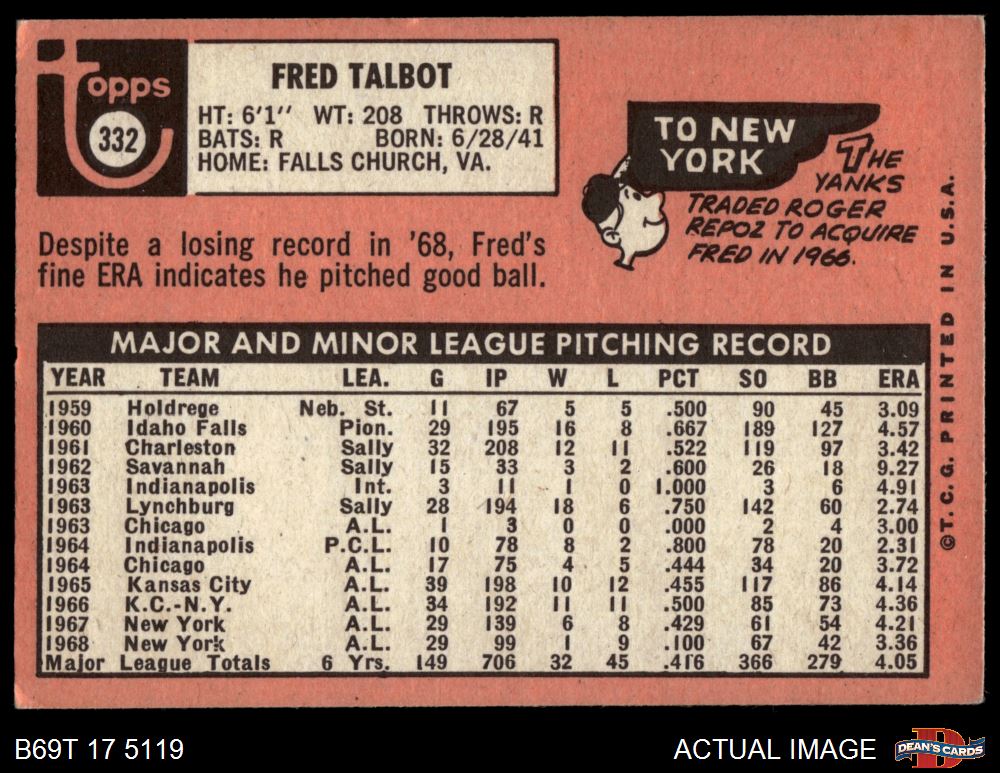 Topps
332
FRED TALBOT
HT: 6'1'' WT: 208 THROWS: R
BATS: R BORN: 6/28/41
HOME: FALLS CHURCH, VA.
TO NEW
YORK
THE
YANKS
TRADED ROGER
REPOZ TO ACQUIRE
FRED IN 1966.
Despite a losing record in '68, Fred's
fine ERA indicates he pitched good ball.
MAJOR AND MINOR LEAGUE PITCHING RECORD
YEAR TEAM LEA. G IP W L PCT SO BB ERA
1959 Holdrege Neb. St. 11 67 5 5 .500 90 45 3.09
1960 Idaho Falls Pion. 29 195 16 8 .667 189 127 4.57
1961 Charleston Sally 32 208 12 11 .522 119 97 3.42
1962 Savannah Sally 15 33 3 2 .600 26 18 9.27
1963 Indianapolis Int. 3 11 1 0 1.000 3 6 4.91
1963 Lynchburg Sally 28 194 18 6 .750 142 60 2.74
1963 Chicago A.L. 1 3 0 0 .000 2 4 3.00
1964 Indianapolis P.C.L. 10 78 8 2 .800 78 20 2.31
1964 Chicago A.L. 17 75 4 5 .444 34 20 3.72
1965 Kansas City A.L. 39 198 10 12 .455 117 86 4.14
1966 K.C.-N.Y. A.L. 34 192 11 11 .500 85 73 4.36
1967 New York A.L. 29 139 6 8 .429 61 54 4.21
1968 New York A.L. 29 99 1 9 .100 67 42 3.36
Major League Totals 6 Yrs. 149 706 32 45 .416 366 279 4.05
©T. C. G. PRINTED IN U.S.A.
B69T 17 5119
ACTUAL IMAGE
D
DEAN'S CARDS